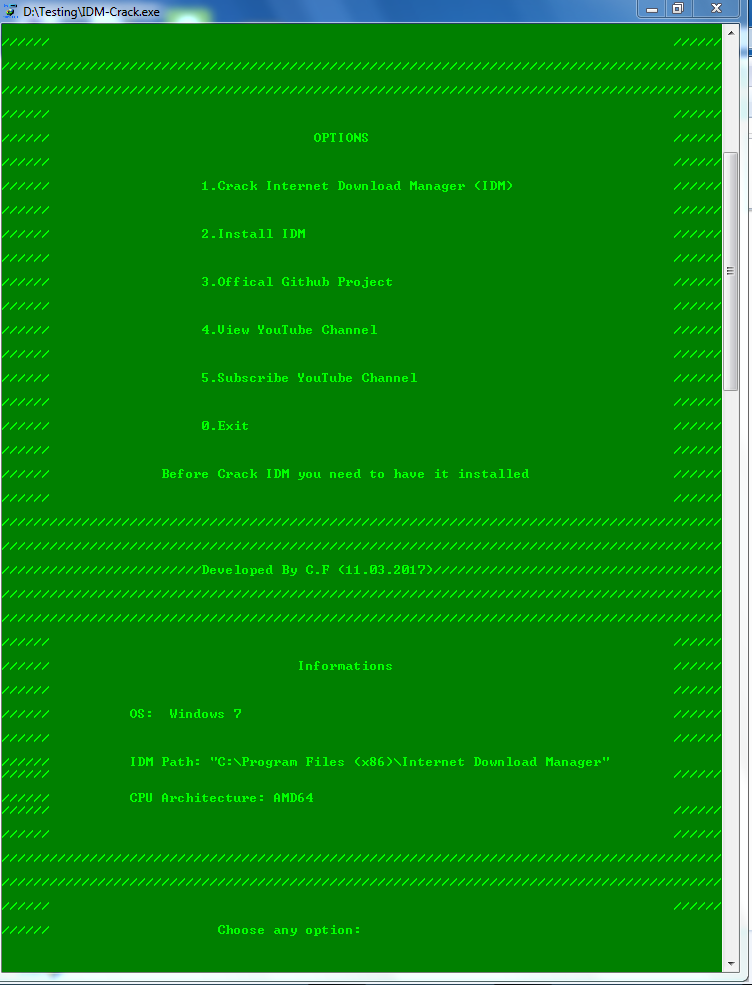 D:\Testing\IDM-Crack.exe
////// //////
//////////////////////////////////////////////////////////////////////////////////////////
//////////////////////////////////////////////////////////////////////////////////////////
////// //////
////// OPTIONS //////
////// //////
////// 1.Crack Internet Download Manager (IDM) //////
////// //////
////// 2.Install IDM //////
////// //////
////// 3.Offical Github Project //////
////// //////
////// 4.View YouTube Channel //////
////// //////
////// 5.Subscribe YouTube Channel //////
////// //////
////// 0.Exit //////
////// //////
////// Before Crack IDM you need to have it installed //////
////// //////
//////////////////////////////////////////////////////////////////////////////////////////
//////////////////////////////////////////////////////////////////////////////////////////
/////////////////////////Developed By C.F (11.03.2017)////////////////////////////////////
//////////////////////////////////////////////////////////////////////////////////////////
//////////////////////////////////////////////////////////////////////////////////////////
////// //////
////// Informations //////
////// //////
////// OS: Windows 7 //////
////// //////
////// IDM Path: "C:\Program Files (x86)\Internet Download Manager"
////// //////
////// CPU Architecture: AMD64
////// //////
////// //////
//////////////////////////////////////////////////////////////////////////////////////////
//////////////////////////////////////////////////////////////////////////////////////////
////// //////
////// Choose any option: